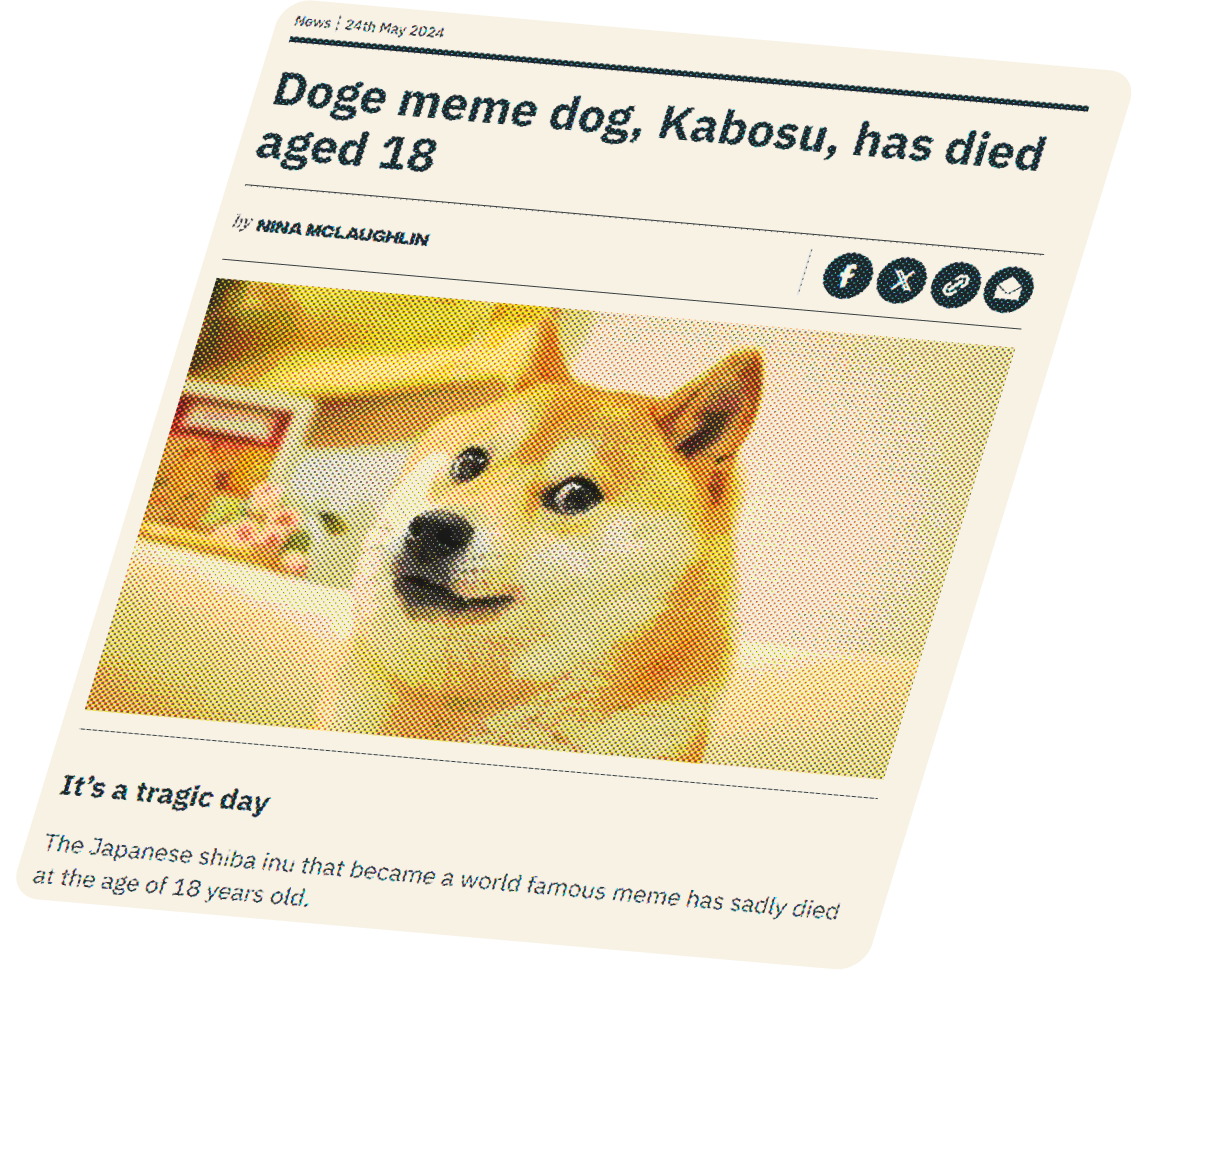 News | 24th May 2024
Doge meme dog, Kabosu, has died
aged 18
by NINA MCLAUGHLIN
It's a tragic day
The Japanese shiba inu that became a world famous meme has sadly died
at the age of 18 years old.